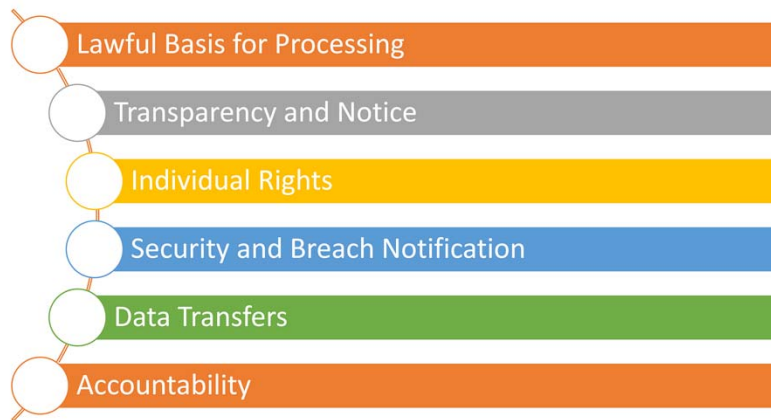 Lawful Basis for Processing
Transparency and Notice
Individual Rights
Security and Breach Notification
Data Transfers
Accountability